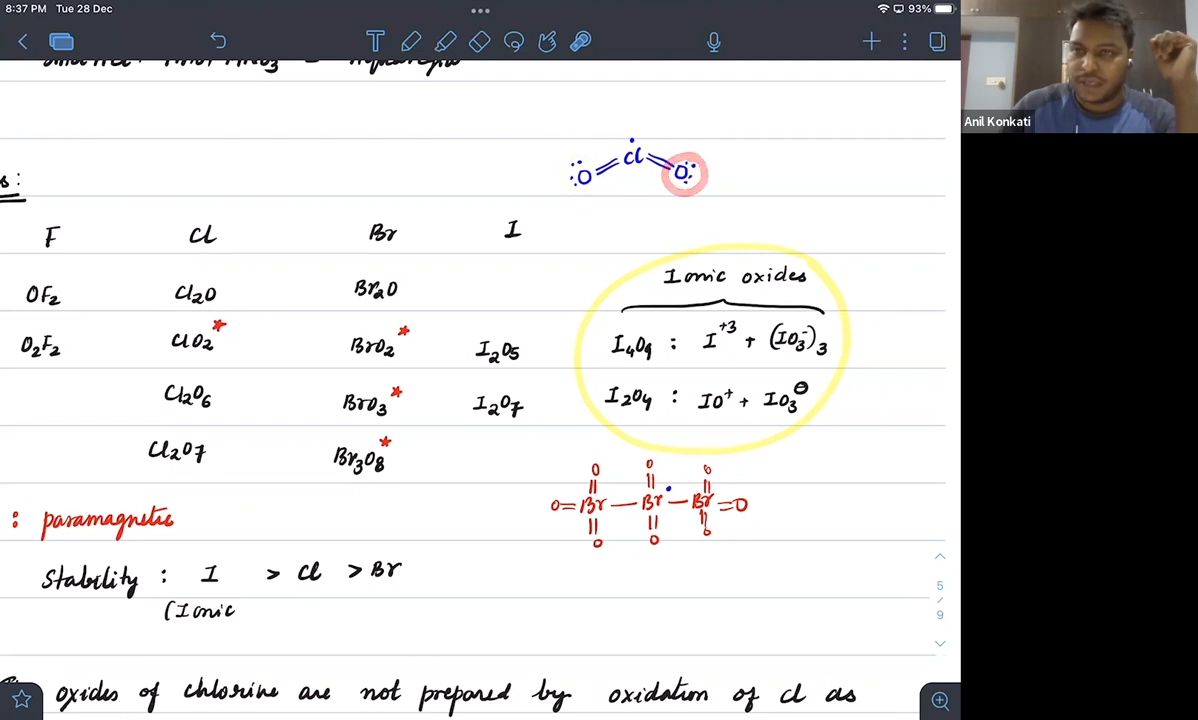 8:37 PM Tue 28 Dec
93%
Anil Konkati
O = Cl = O
s:
F Cl Br I
OF2 Cl2O Br2O
Ionic oxides
O2F2 ClO2* BrO2* I2O5
I4O9 : I+3 + (IO3-)3
Cl2O6 BrO3* I2O7
I2O4 : IO+ + IO3⊖
Cl2O7 Br3O8*
O O O
O=Br — Br — Br=O
O O O
: paramagnetic
Stability : I > Cl > Br
(Ionic
5
/
9
oxides of chlorine are not prepared by oxidation of Cl as